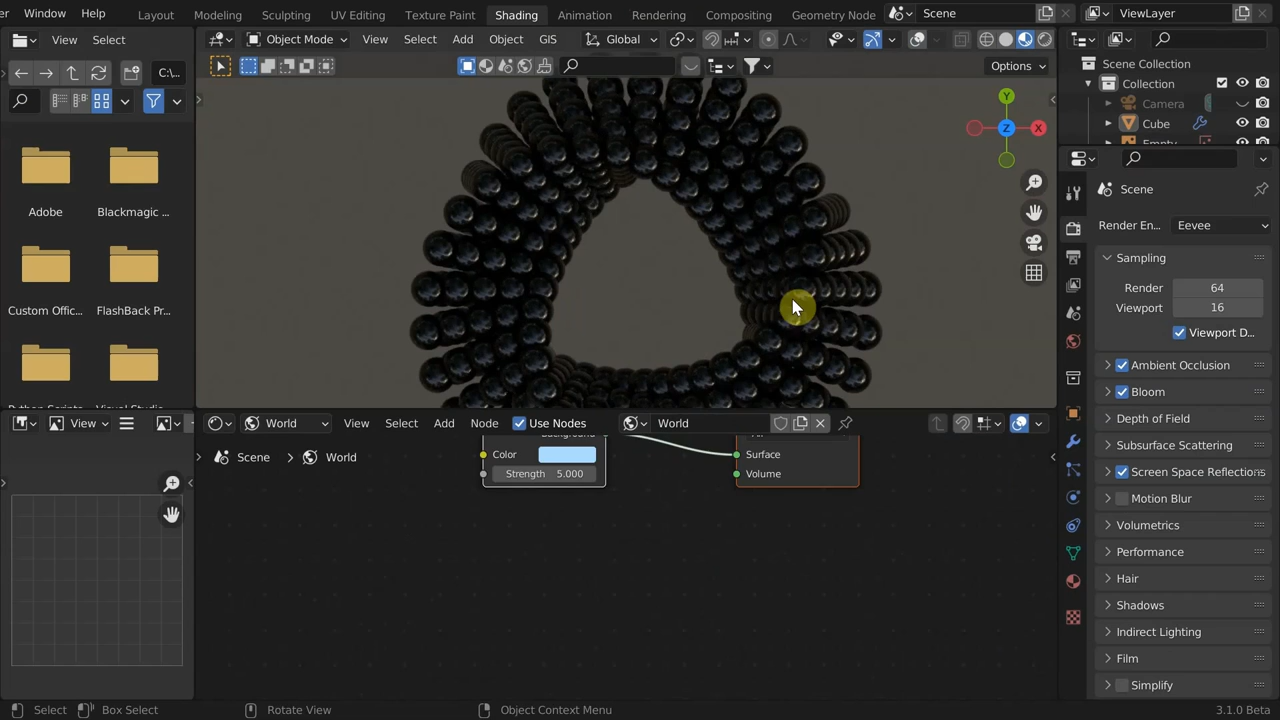 Window Help Layout Modeling Sculpting UV Editing Texture Paint Shading Animation Rendering Compositing Geometry Node Scene ViewLayer
View Select Object Mode View Select Add Object GIS Global
C:\... Options
Scene Collection
Collection
Camera
Cube
Y
X
Z
Scene
Adobe Blackmagic ...
Render En... Eevee
Sampling
Render 64
Viewport 16
Custom Offic... FlashBack Prj...
Viewport D...
Ambient Occlusion
Bloom
Depth of Field
View World View Select Add Node Use Nodes World
Subsurface Scattering
Scene World
Color
Surface
Strength 5.000
Volume
Screen Space Reflections
Motion Blur
Volumetrics
Performance
Hair
Shadows
Indirect Lighting
Film
Simplify
Select Box Select Rotate View Object Context Menu 3.1.0 Beta